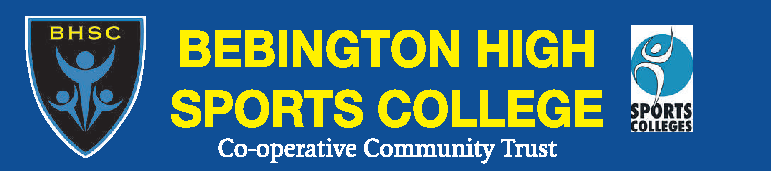 BHSC
BEBINGTON HIGH
SPORTS COLLEGE
Co-operative Community Trust
SPORTS
COLLEGES